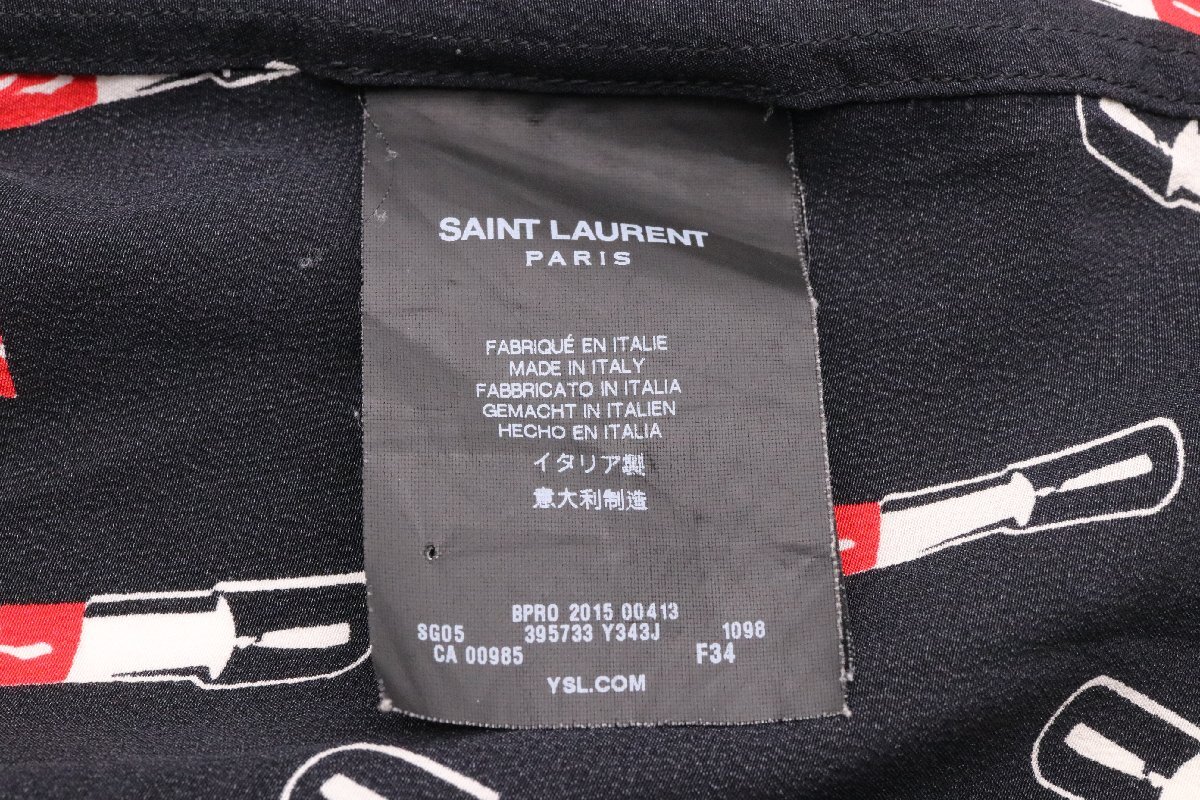 SAINT LAURENT
PARIS
FABRIQUÉ EN ITALIE
MADE IN ITALY
FABBRICATO IN ITALIA
GEMACHT IN ITALIEN
HECHO EN ITALIA
イタリア製
意大利制造
BPRO 2015 00413
SG05 395733 Y343J 1098
CA 00985 F34
YSL.COM